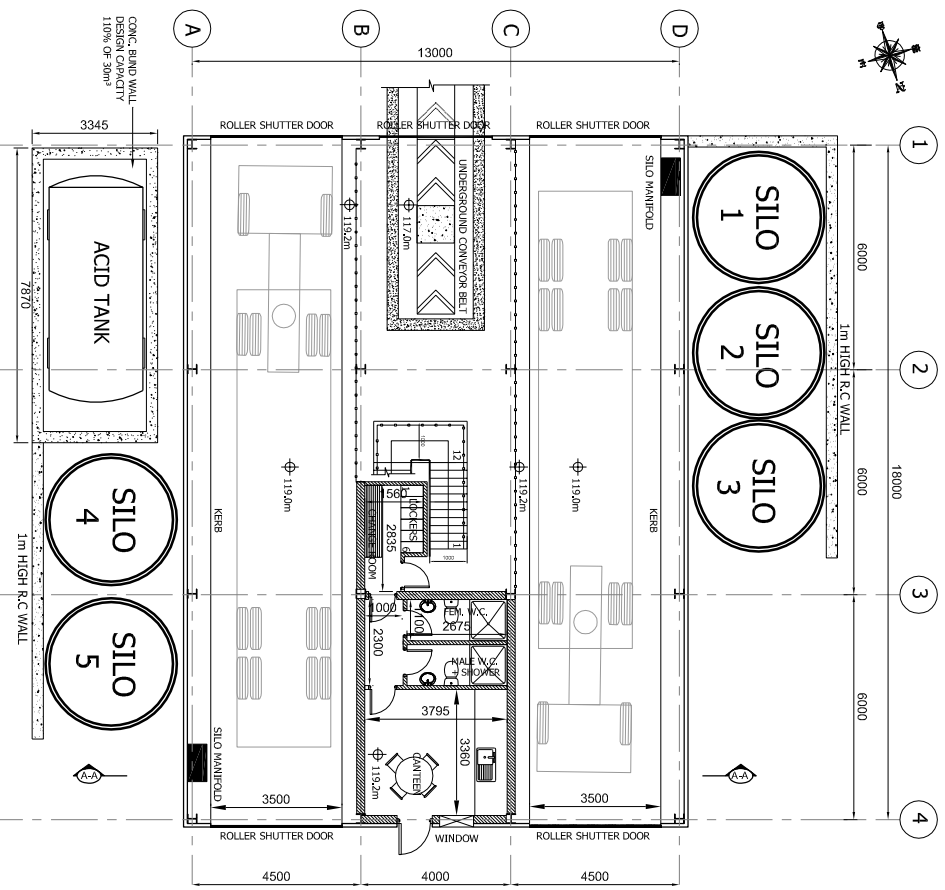 A
B
C
D
13000
CONC. BUND WALL
DESIGN CAPACITY
110% OF 30m³
3345
ROLLER SHUTTER DOOR
ROLLER SHUTTER DOOR
ROLLER SHUTTER DOOR
1
SILO MANIFOLD
UNDERGROUND CONVEYOR BELT
SILO
1
119.2m
117.0m
6000
ACID TANK
7870
SILO
2
1m HIGH R.C WALL
2
18000
SILO
3
12
1000
119.0m
119.2m
119.0m
6000
1560
LOCKERS
2835
CHANGE ROOM
6
1
1
1000
KERB
KERB
SILO
4
1m HIGH R.C WALL
3
1000
FEM. W.C.
2675
2300
MALE W.C.
+ SHOWER
SILO
5
6000
3795
3360
CANTEEN
119.2m
SILO MANIFOLD
A-A
A-A
3500
3500
4
ROLLER SHUTTER DOOR
WINDOW
ROLLER SHUTTER DOOR
4500
4000
4500